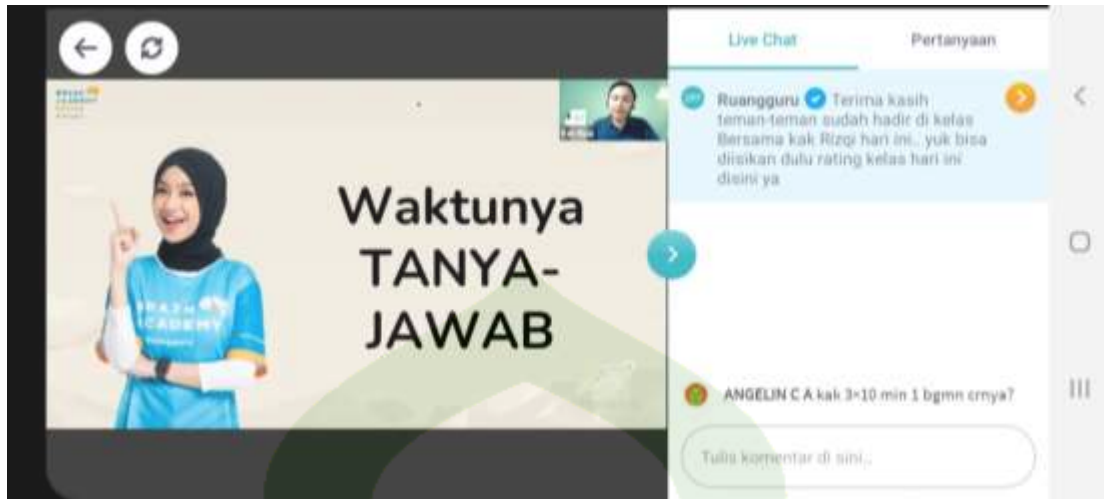 Live Chat
Pertanyaan
Ruangguru Terima kasih
teman-teman sudah hadir di kelas
Bersama kak Rizqi hari ini.. yuk bisa
diisikan dulu rating kelas hari ini
disini ya
Waktunya
TANYA-
JAWAB
BRAIN
ACADEMY
ANGELIN C A kak 3×10 min 1 bgmn crnya?
Tulis komentar di sini..